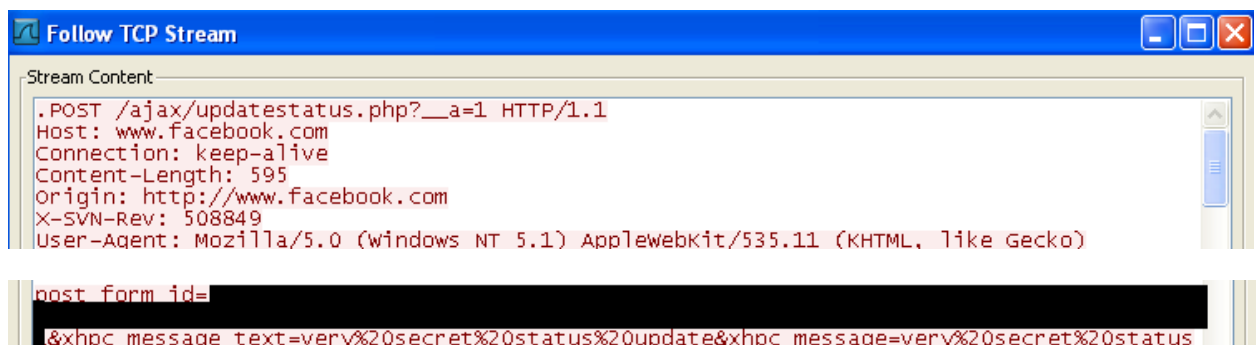 Follow TCP Stream
Stream Content
.POST /ajax/updatestatus.php?__a=1 HTTP/1.1
Host: www.facebook.com
Connection: keep-alive
Content-Length: 595
Origin: http://www.facebook.com
X-SVN-Rev: 508849
User-Agent: Mozilla/5.0 (Windows NT 5.1) AppleWebKit/535.11 (KHTML, like Gecko)
post_form_id=
&xhpc_message_text=very%20secret%20status%20update&xhpc_message=very%20secret%20status